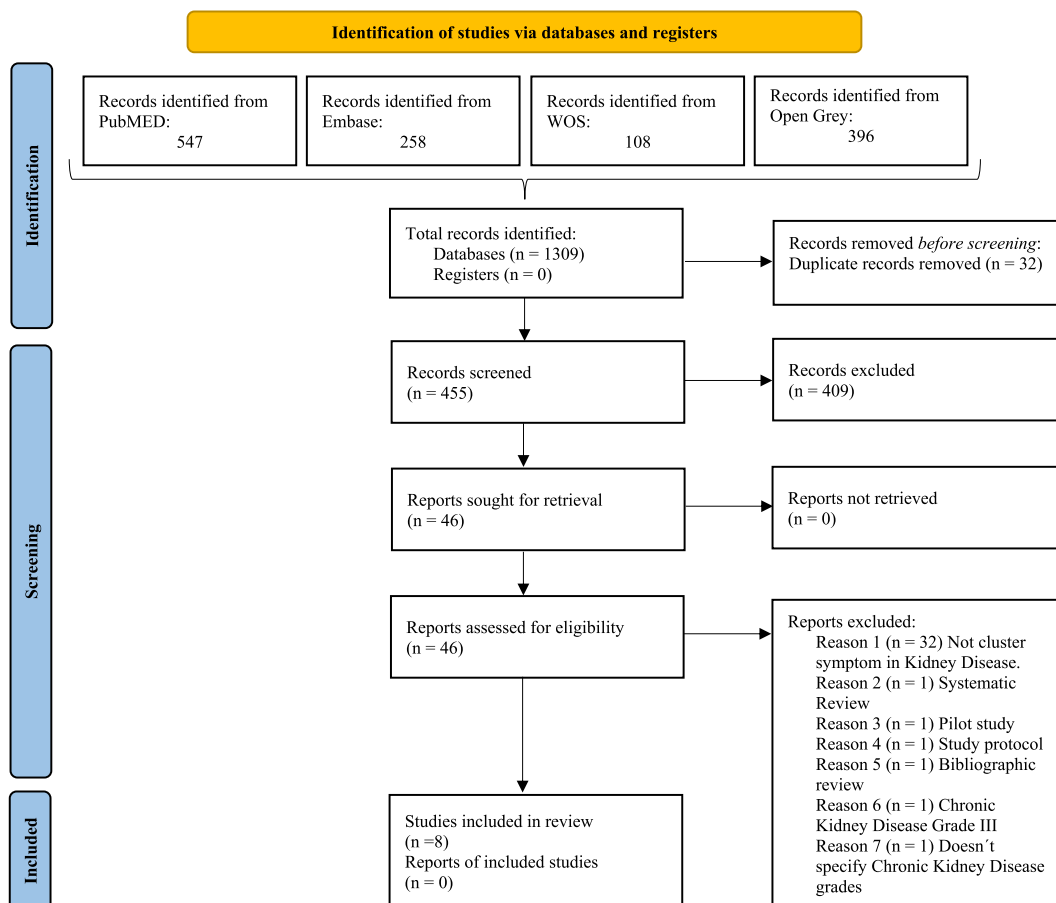 Identification of studies via databases and registers
Identification
Records identified from
PubMED:
547
Records identified from
Embase:
258
Records identified from
WOS:
108
Records identified from
Open Grey:
396
Total records identified:
Databases (n = 1309)
Registers (n = 0)
Records removed before screening:
Duplicate records removed (n = 32)
Screening
Records screened
(n = 455)
Records excluded
(n = 409)
Reports sought for retrieval
(n = 46)
Reports not retrieved
(n = 0)
Reports assessed for eligibility
(n = 46)
Reports excluded:
Reason 1 (n = 32) Not cluster
symptom in Kidney Disease.
Reason 2 (n = 1) Systematic
Review
Reason 3 (n = 1) Pilot study
Reason 4 (n = 1) Study protocol
Reason 5 (n = 1) Bibliographic
review
Reason 6 (n = 1) Chronic
Kidney Disease Grade III
Reason 7 (n = 1) Doesn´t
specify Chronic Kidney Disease
grades
Included
Studies included in review
(n =8)
Reports of included studies
(n = 0)